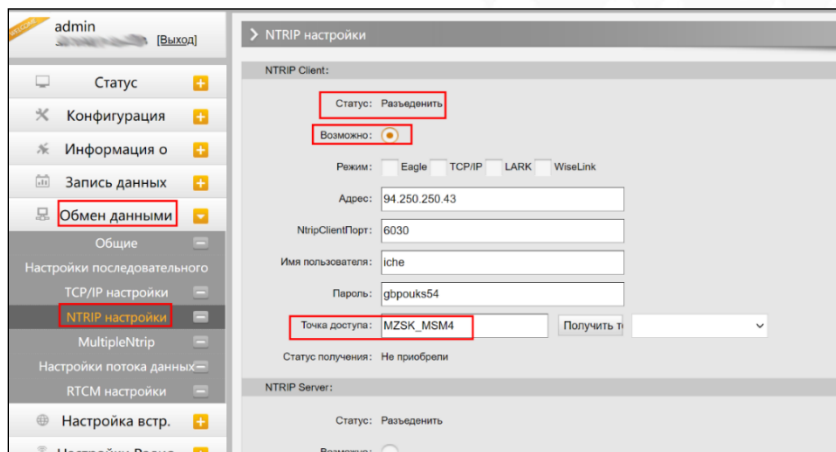 admin
[Выход]
Статус
Конфигурация
Информация о
Запись данных
Обмен данными
Общие
Настройки последовательного
TCP/IP настройки
NTRIP настройки
MultipleNtrip
Настройки потока данных
RTCM настройки
Настройка встр.
NTRIP настройки
NTRIP Client:
Статус: Разъеденить
Возможно:
Режим: Eagle TCP/IP LARK WiseLink
Адрес: 94.250.250.43
NtripClientПорт: 6030
Имя пользователя: iche
Пароль: gbpouks54
Точка доступа: MZSK_MSM4 Получить
Статус получения: Не приобрели
NTRIP Server:
Статус: Разъеденить
Возможно: